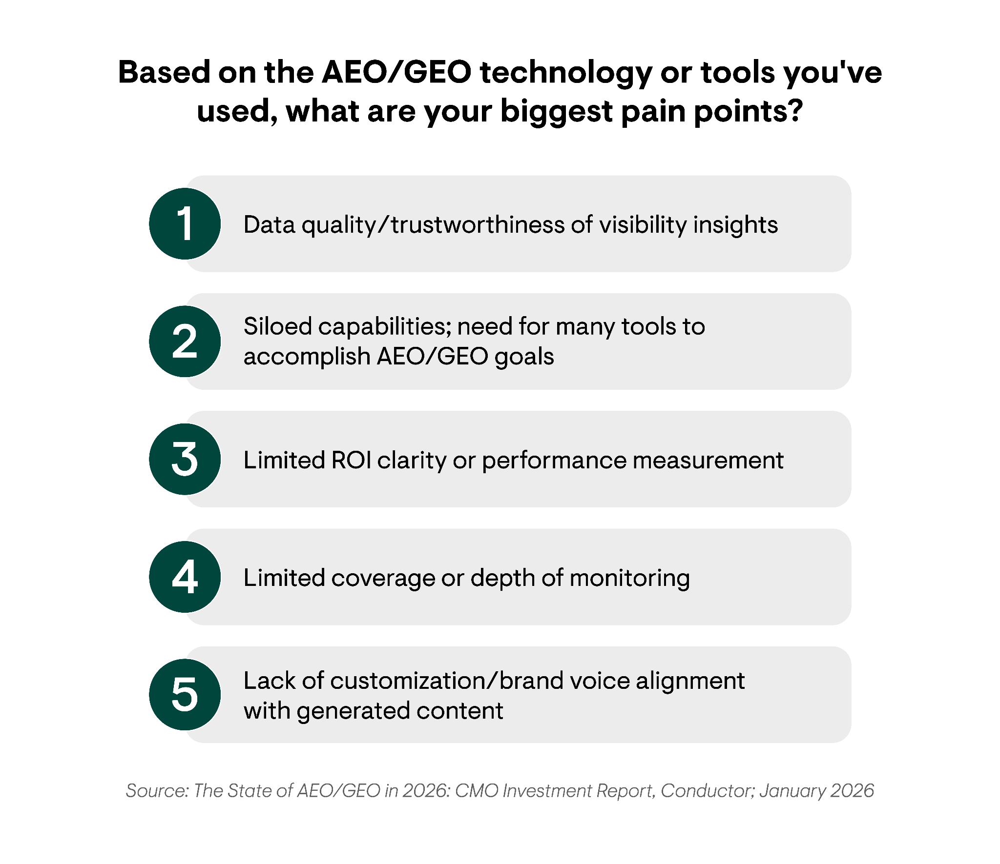 Based on the AEO/GEO technology or tools you've
used, what are your biggest pain points?
1
Data quality/trustworthiness of visibility insights
2
Siloed capabilities; need for many tools to
accomplish AEO/GEO goals
3
Limited ROI clarity or performance measurement
4
Limited coverage or depth of monitoring
5
Lack of customization/brand voice alignment
with generated content
Source: The State of AEO/GEO in 2026: CMO Investment Report, Conductor; January 2026